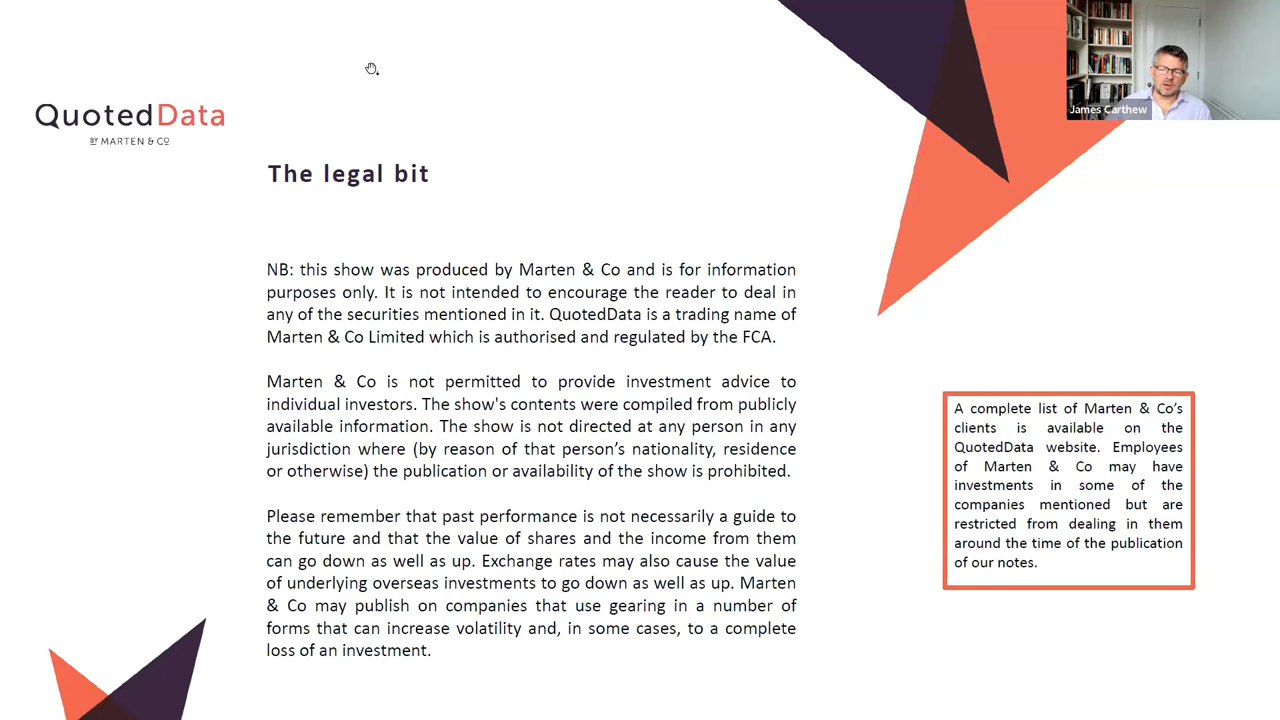 James Carthew
QuotedData
BY MARTEN & CO
The legal bit
NB: this show was produced by Marten & Co and is for information
purposes only. It is not intended to encourage the reader to deal in
any of the securities mentioned in it. QuotedData is a trading name of
Marten & Co Limited which is authorised and regulated by the FCA.
Marten & Co is not permitted to provide investment advice to
individual investors. The show's contents were compiled from publicly
available information. The show is not directed at any person in any
jurisdiction where (by reason of that person’s nationality, residence
or otherwise) the publication or availability of the show is prohibited.
Please remember that past performance is not necessarily a guide to
the future and that the value of shares and the income from them
can go down as well as up. Exchange rates may also cause the value
of underlying overseas investments to go down as well as up. Marten
& Co may publish on companies that use gearing in a number of
forms that can increase volatility and, in some cases, to a complete
loss of an investment.
A complete list of Marten & Co’s
clients is available on the
QuotedData website. Employees
of Marten & Co may have
investments in some of the
companies mentioned but are
restricted from dealing in them
around the time of the publication
of our notes.